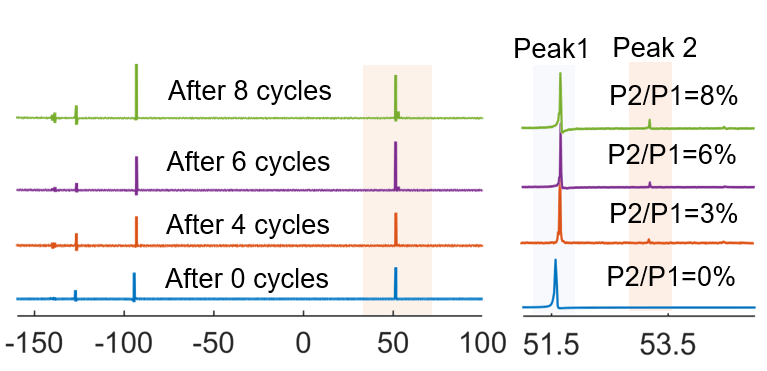 Peak1 Peak 2
After 8 cycles P2/P1=8%
After 6 cycles P2/P1=6%
After 4 cycles P2/P1=3%
After 0 cycles P2/P1=0%
-150 -100 -50 0 50 100 51.5 53.5